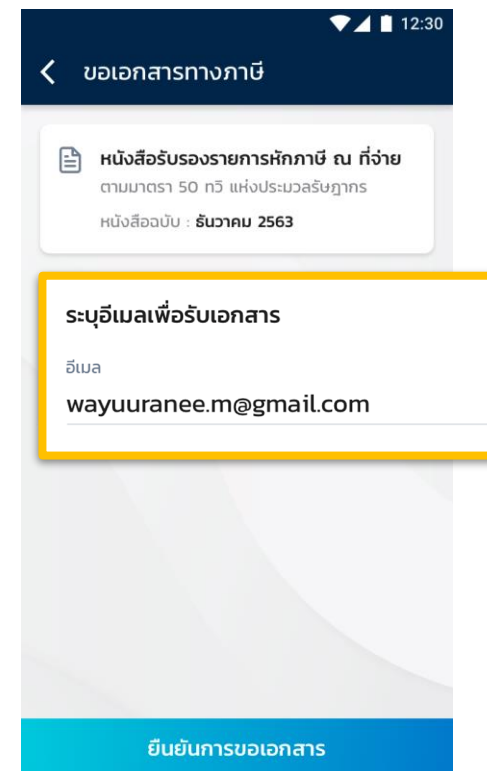 12:30
ขอเอกสารทางภาษี
หนังสือรับรองรายการหักภาษี ณ ที่จ่าย
ตามมาตรา 50 ทวิ แห่งประมวลรัษฎากร
หนังสือฉบับ : ธันวาคม 2563
ระบุอีเมลเพื่อรับเอกสาร
อีเมล
wayuuranee.m@gmail.com
ยืนยันการขอเอกสาร